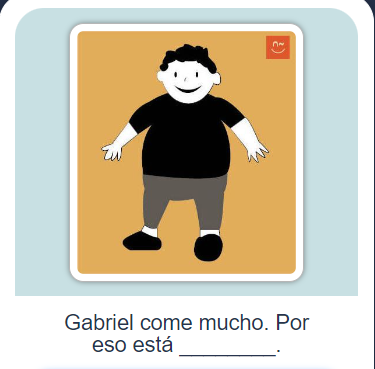 Gabriel come mucho. Por
eso está ________.